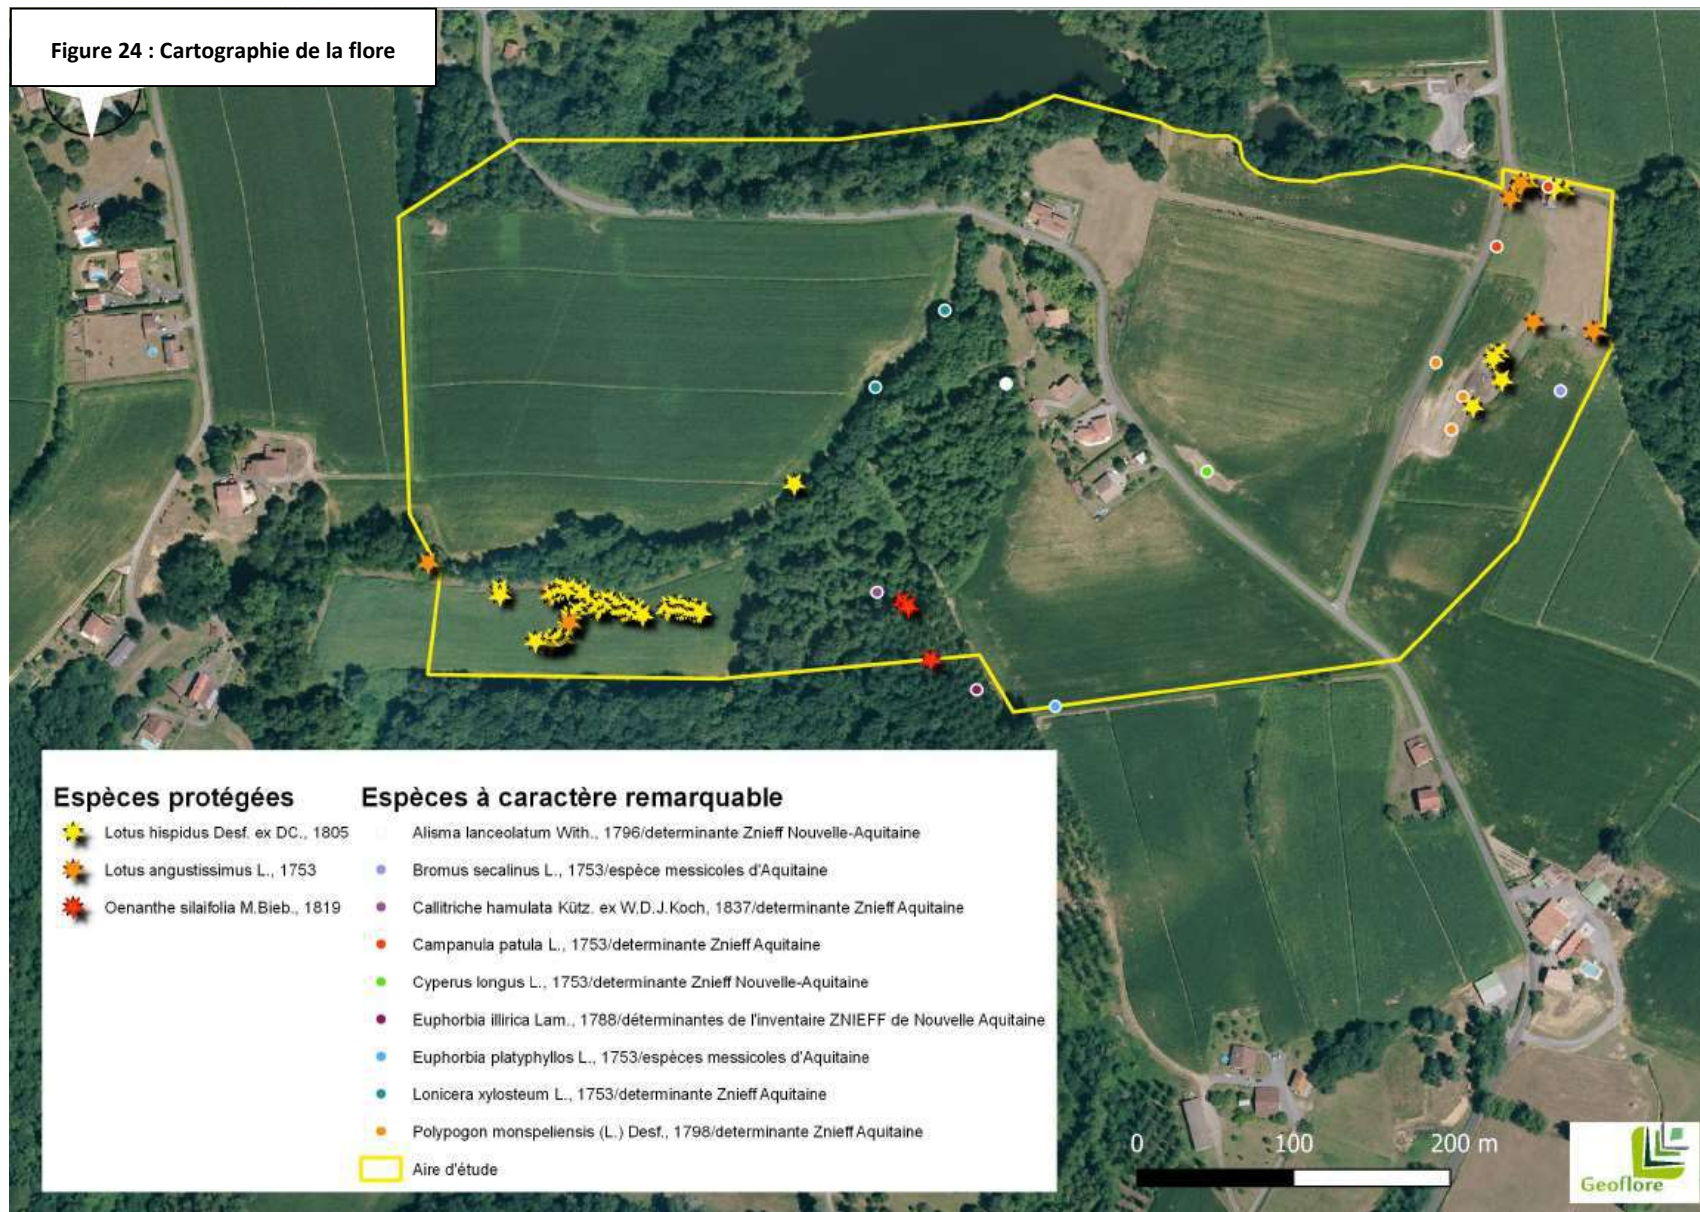 Figure 24 : Cartographie de la flore
Espèces protégées
Lotus hispidus Desf. ex DC., 1805
Lotus angustissimus L., 1753
Oenanthe silaifolia M.Bieb., 1819
Espèces à caractère remarquable
Alisma lanceolatum With., 1796/determinante Znieff Nouvelle-Aquitaine
Bromus secalinus L., 1753/espèce messicoles d'Aquitaine
Callitriche hamulata Kütz. ex W.D.J.Koch, 1837/determinante Znieff Aquitaine
Campanula patula L., 1753/determinante Znieff Aquitaine
Cyperus longus L., 1753/determinante Znieff Nouvelle-Aquitaine
Euphorbia illirica Lam., 1788/déterminantes de l'inventaire ZNIEFF de Nouvelle Aquitaine
Euphorbia platyphyllos L., 1753/espèces messicoles d'Aquitaine
Lonicera xylosteum L., 1753/determinante Znieff Aquitaine
Polypogon monspeliensis (L.) Desf., 1798/determinante Znieff Aquitaine
Aire d'étude
0 100 200 m
Geoflore